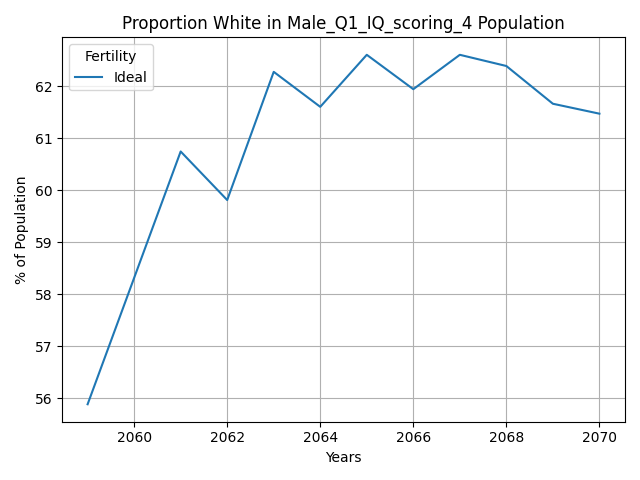 Proportion White in Male_Q1_IQ_scoring_4 Population
Fertility
Ideal
% of Population
62
61
60
59
58
57
56
2060 2062 2064 2066 2068 2070
Years